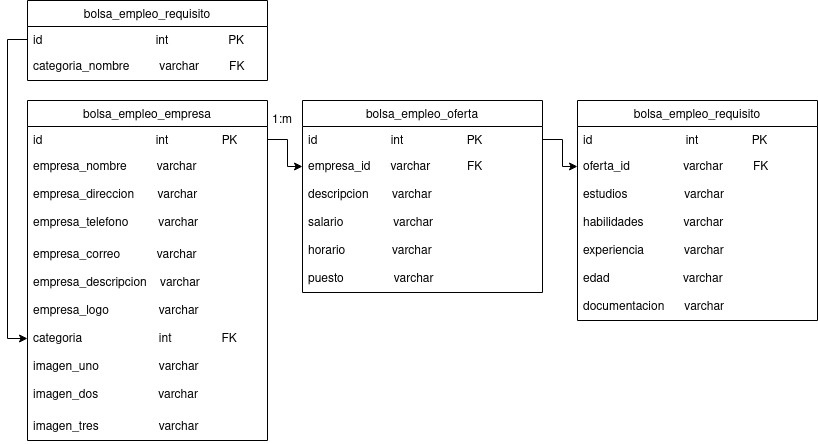 bolsa_empleo_requisito
id int PK
categoria_nombre varchar FK
bolsa_empleo_empresa
id int PK
empresa_nombre varchar
empresa_direccion varchar
empresa_telefono varchar
empresa_correo varchar
empresa_descripcion varchar
empresa_logo varchar
categoria int FK
imagen_uno varchar
imagen_dos varchar
imagen_tres varchar
1:m
bolsa_empleo_oferta
id int PK
empresa_id varchar FK
descripcion varchar
salario varchar
horario varchar
puesto varchar
bolsa_empleo_requisito
id int PK
oferta_id varchar FK
estudios varchar
habilidades varchar
experiencia varchar
edad varchar
documentacion varchar